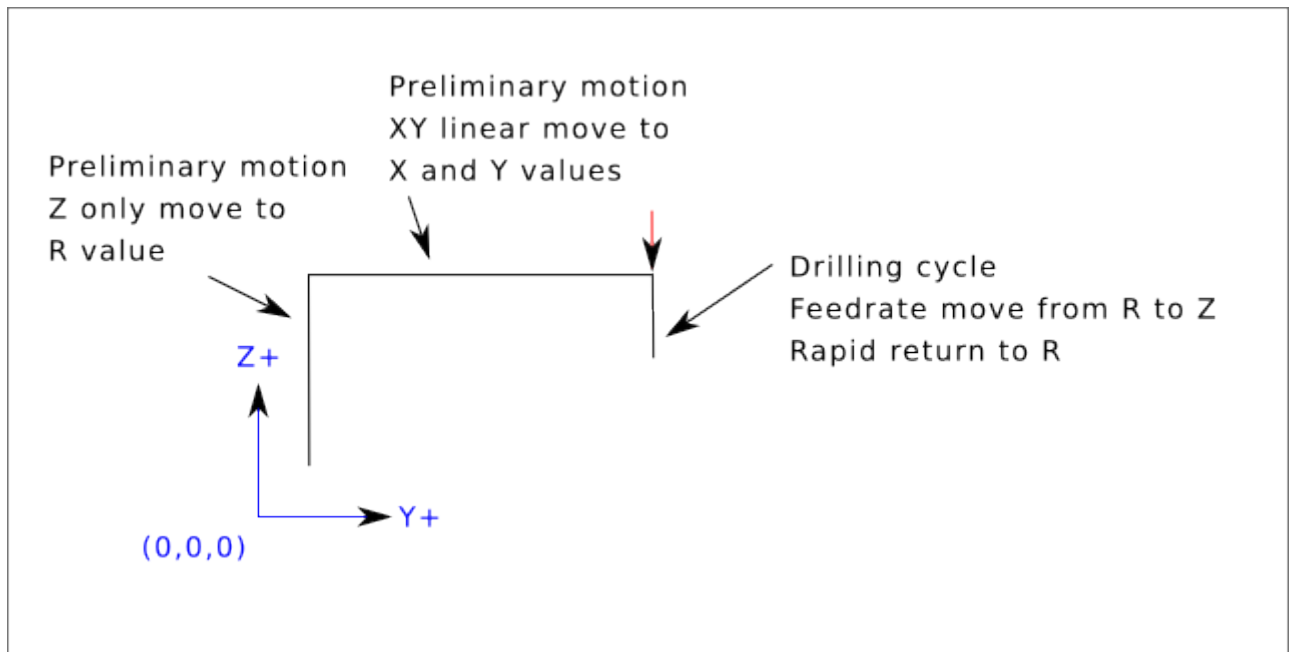 Preliminary motion
XY linear move to
X and Y values
Preliminary motion
Z only move to
R value
Drilling cycle
Feedrate move from R to Z
Rapid return to R
Z+
Y+
(0,0,0)